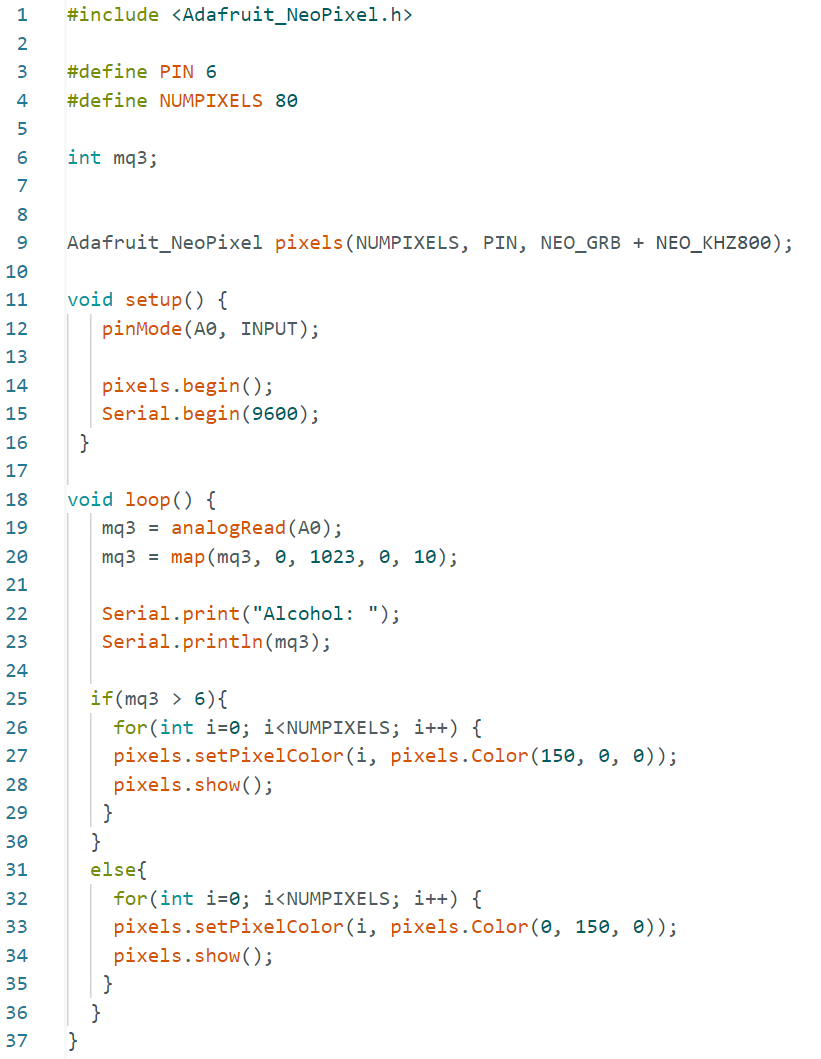 1 #include <Adafruit_NeoPixel.h>
2
3 #define PIN 6
4 #define NUMPIXELS 80
5
6 int mq3;
7
8
9 Adafruit_NeoPixel pixels(NUMPIXELS, PIN, NEO_GRB + NEO_KHZ800);
10
11 void setup() {
12    pinMode(A0, INPUT);
13
14    pixels.begin();
15    Serial.begin(9600);
16  }
17
18 void loop() {
19    mq3 = analogRead(A0);
20    mq3 = map(mq3, 0, 1023, 0, 10);
21
22    Serial.print("Alcohol: ");
23    Serial.println(mq3);
24
25   if(mq3 > 6){
26     for(int i=0; i<NUMPIXELS; i++) {
27     pixels.setPixelColor(i, pixels.Color(150, 0, 0));
28     pixels.show();
29    }
30   }
31   else{
32     for(int i=0; i<NUMPIXELS; i++) {
33     pixels.setPixelColor(i, pixels.Color(0, 150, 0));
34     pixels.show();
35    }
36   }
37 }